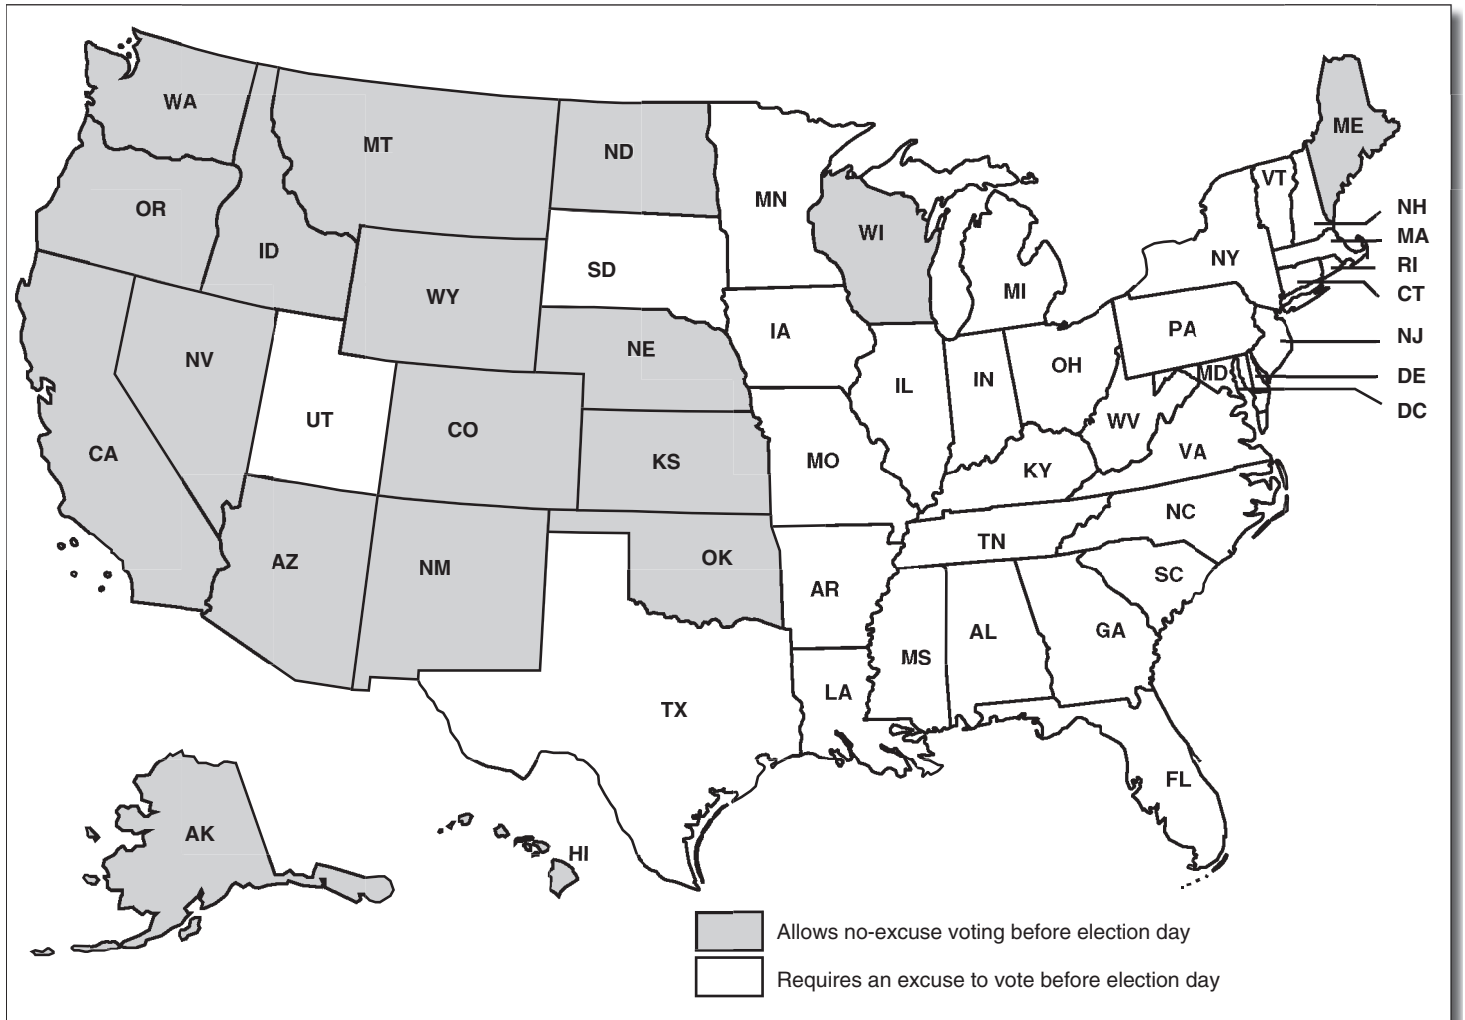 WA
MT
ND
ME
OR
ID
MN
VT
WI
NH
MA
NY
RI
CT
SD
WY
MI
IA
PA
NJ
NE
OH
NV
IN
IL
MD
DE
DC
UT
CO
WV
CA
KS
MO
KY
VA
NC
TN
OK
AZ
NM
AR
SC
AL
GA
MS
LA
TX
FL
AK
HI
Allows no-excuse voting before election day
Requires an excuse to vote before election day